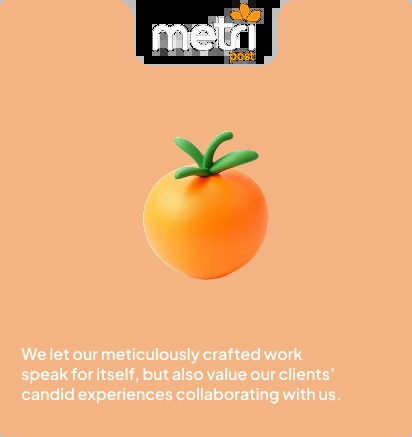 metri
post
We let our meticulously crafted work
speak for itself, but also value our clients’
candid experiences collaborating with us.